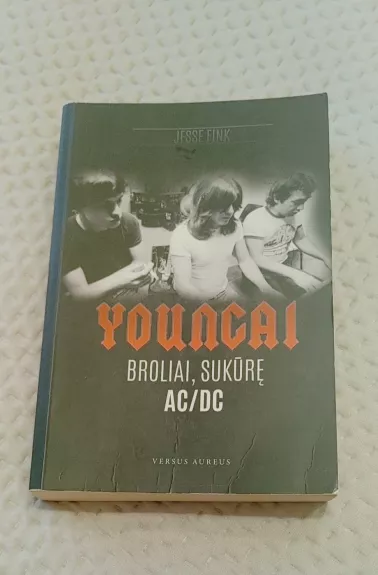 JESSE FINK
YOUNGAI
BROLIAI, SUKŪRĘ
AC/DC
VERSUS AUREUS